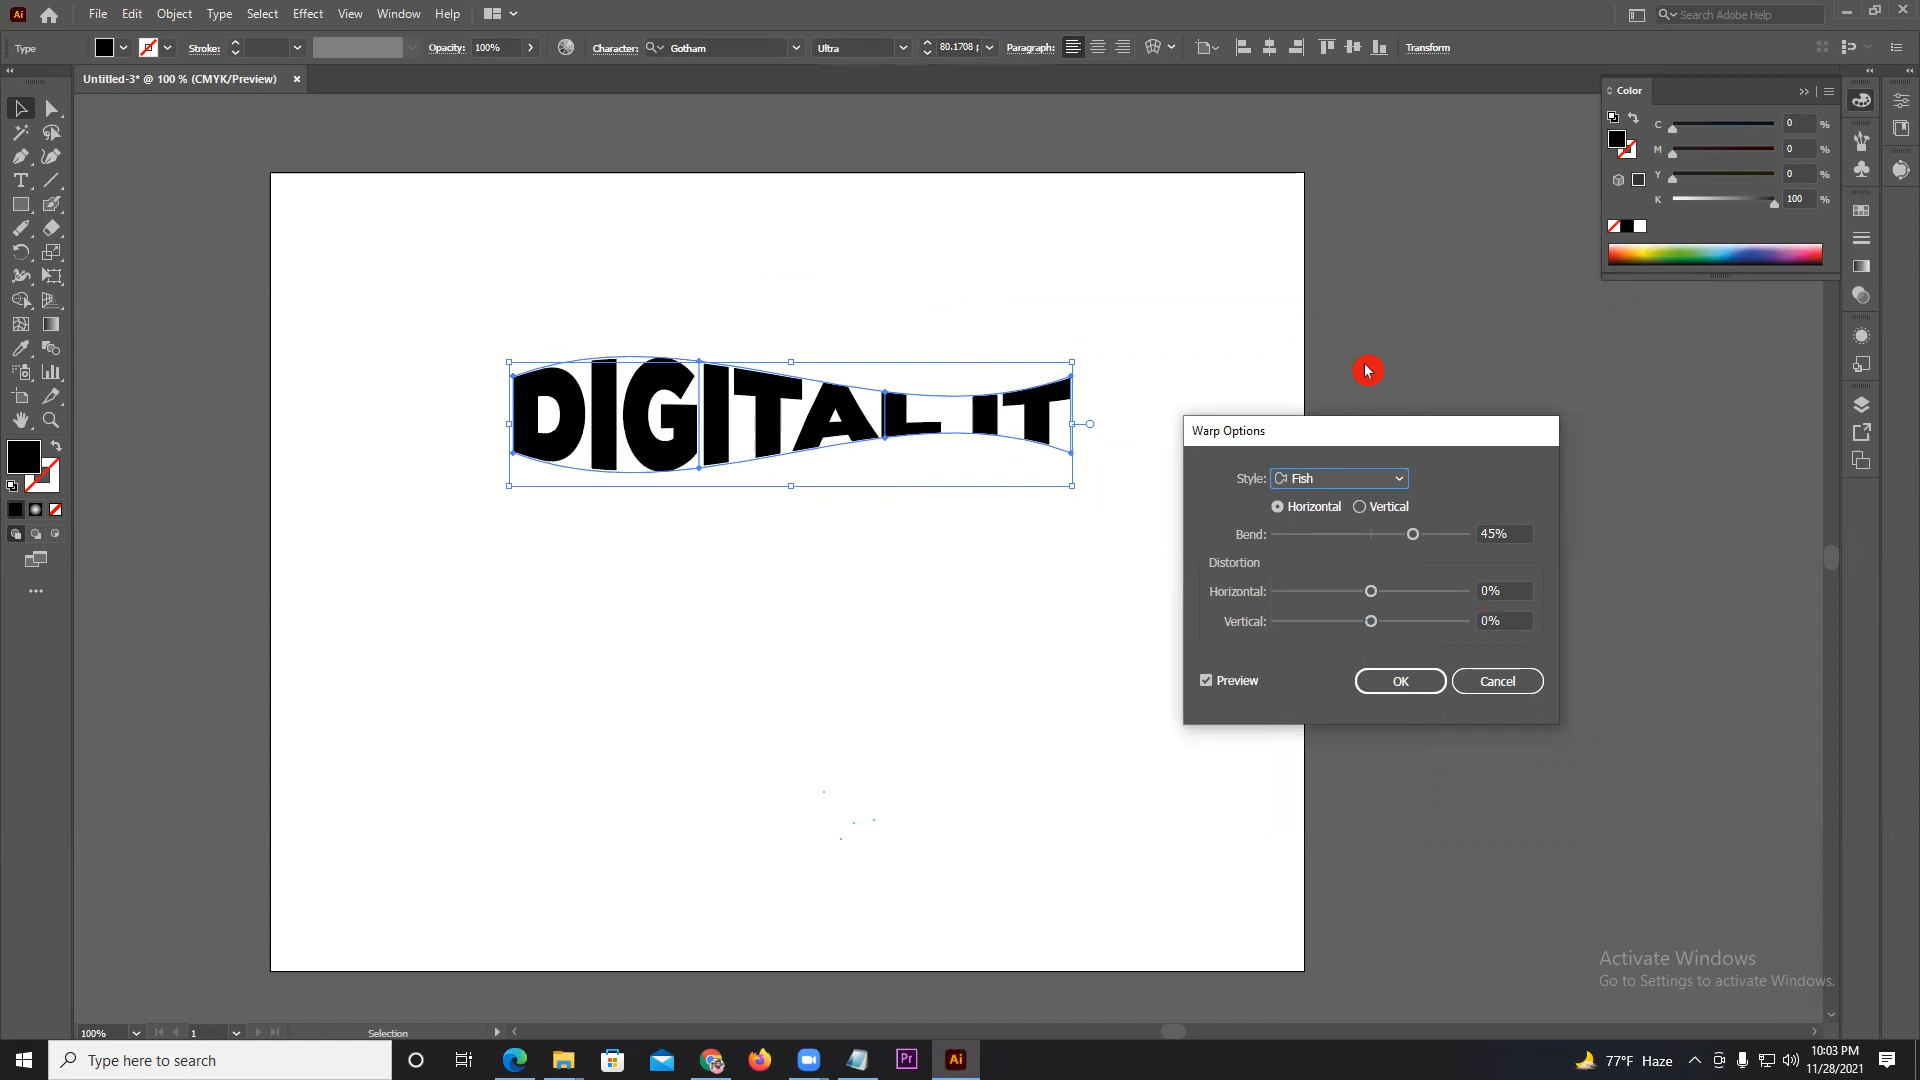 Ai File Edit Object Type Select Effect View Window Help Search Adobe Help
Type Stroke: Opacity: 100% Character: Gotham Ultra 80.1708 p Paragraph: Transform
Untitled-3* @ 100 % (CMYK/Preview) ×
Color
C 0 %
M 0 %
Y 0 %
K 100 %
DIGITAL IT
Warp Options
Style: Fish
Horizontal Vertical
Bend: 45%
Distortion
Horizontal: 0%
Vertical: 0%
Preview OK Cancel
Activate Windows
Go to Settings to activate Windows.
100% 1 Selection
Type here to search Pr Ai 77°F Haze 10:03 PM
11/28/2021